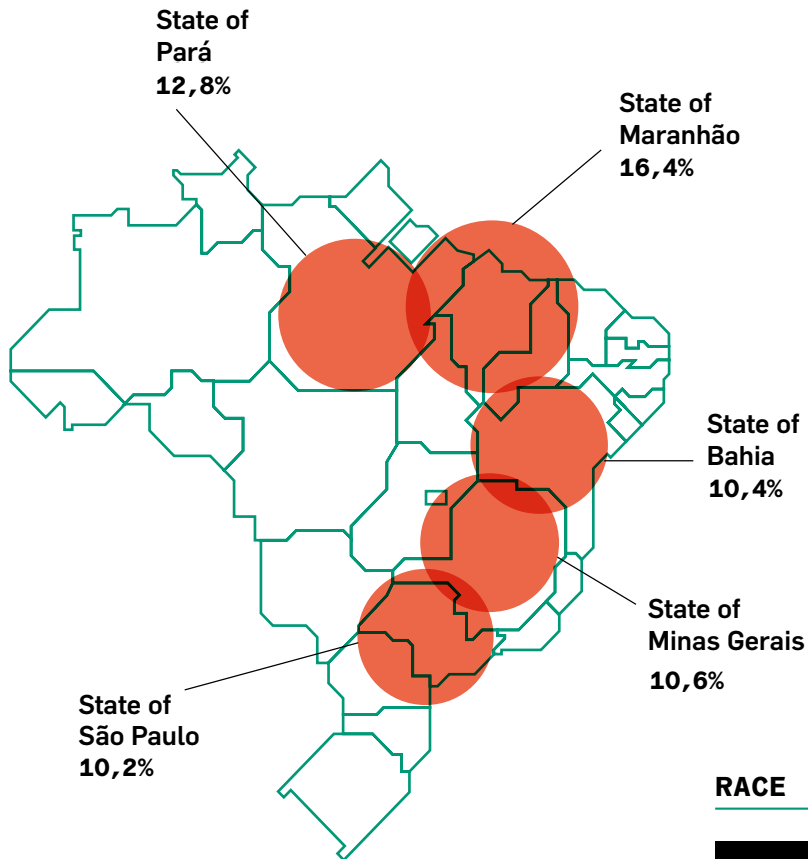 State of
Pará
12,8%
State of
Maranhão
16,4%
State of
Bahia
10,4%
State of
Minas Gerais
10,6%
State of
São Paulo
10,2%
RACE